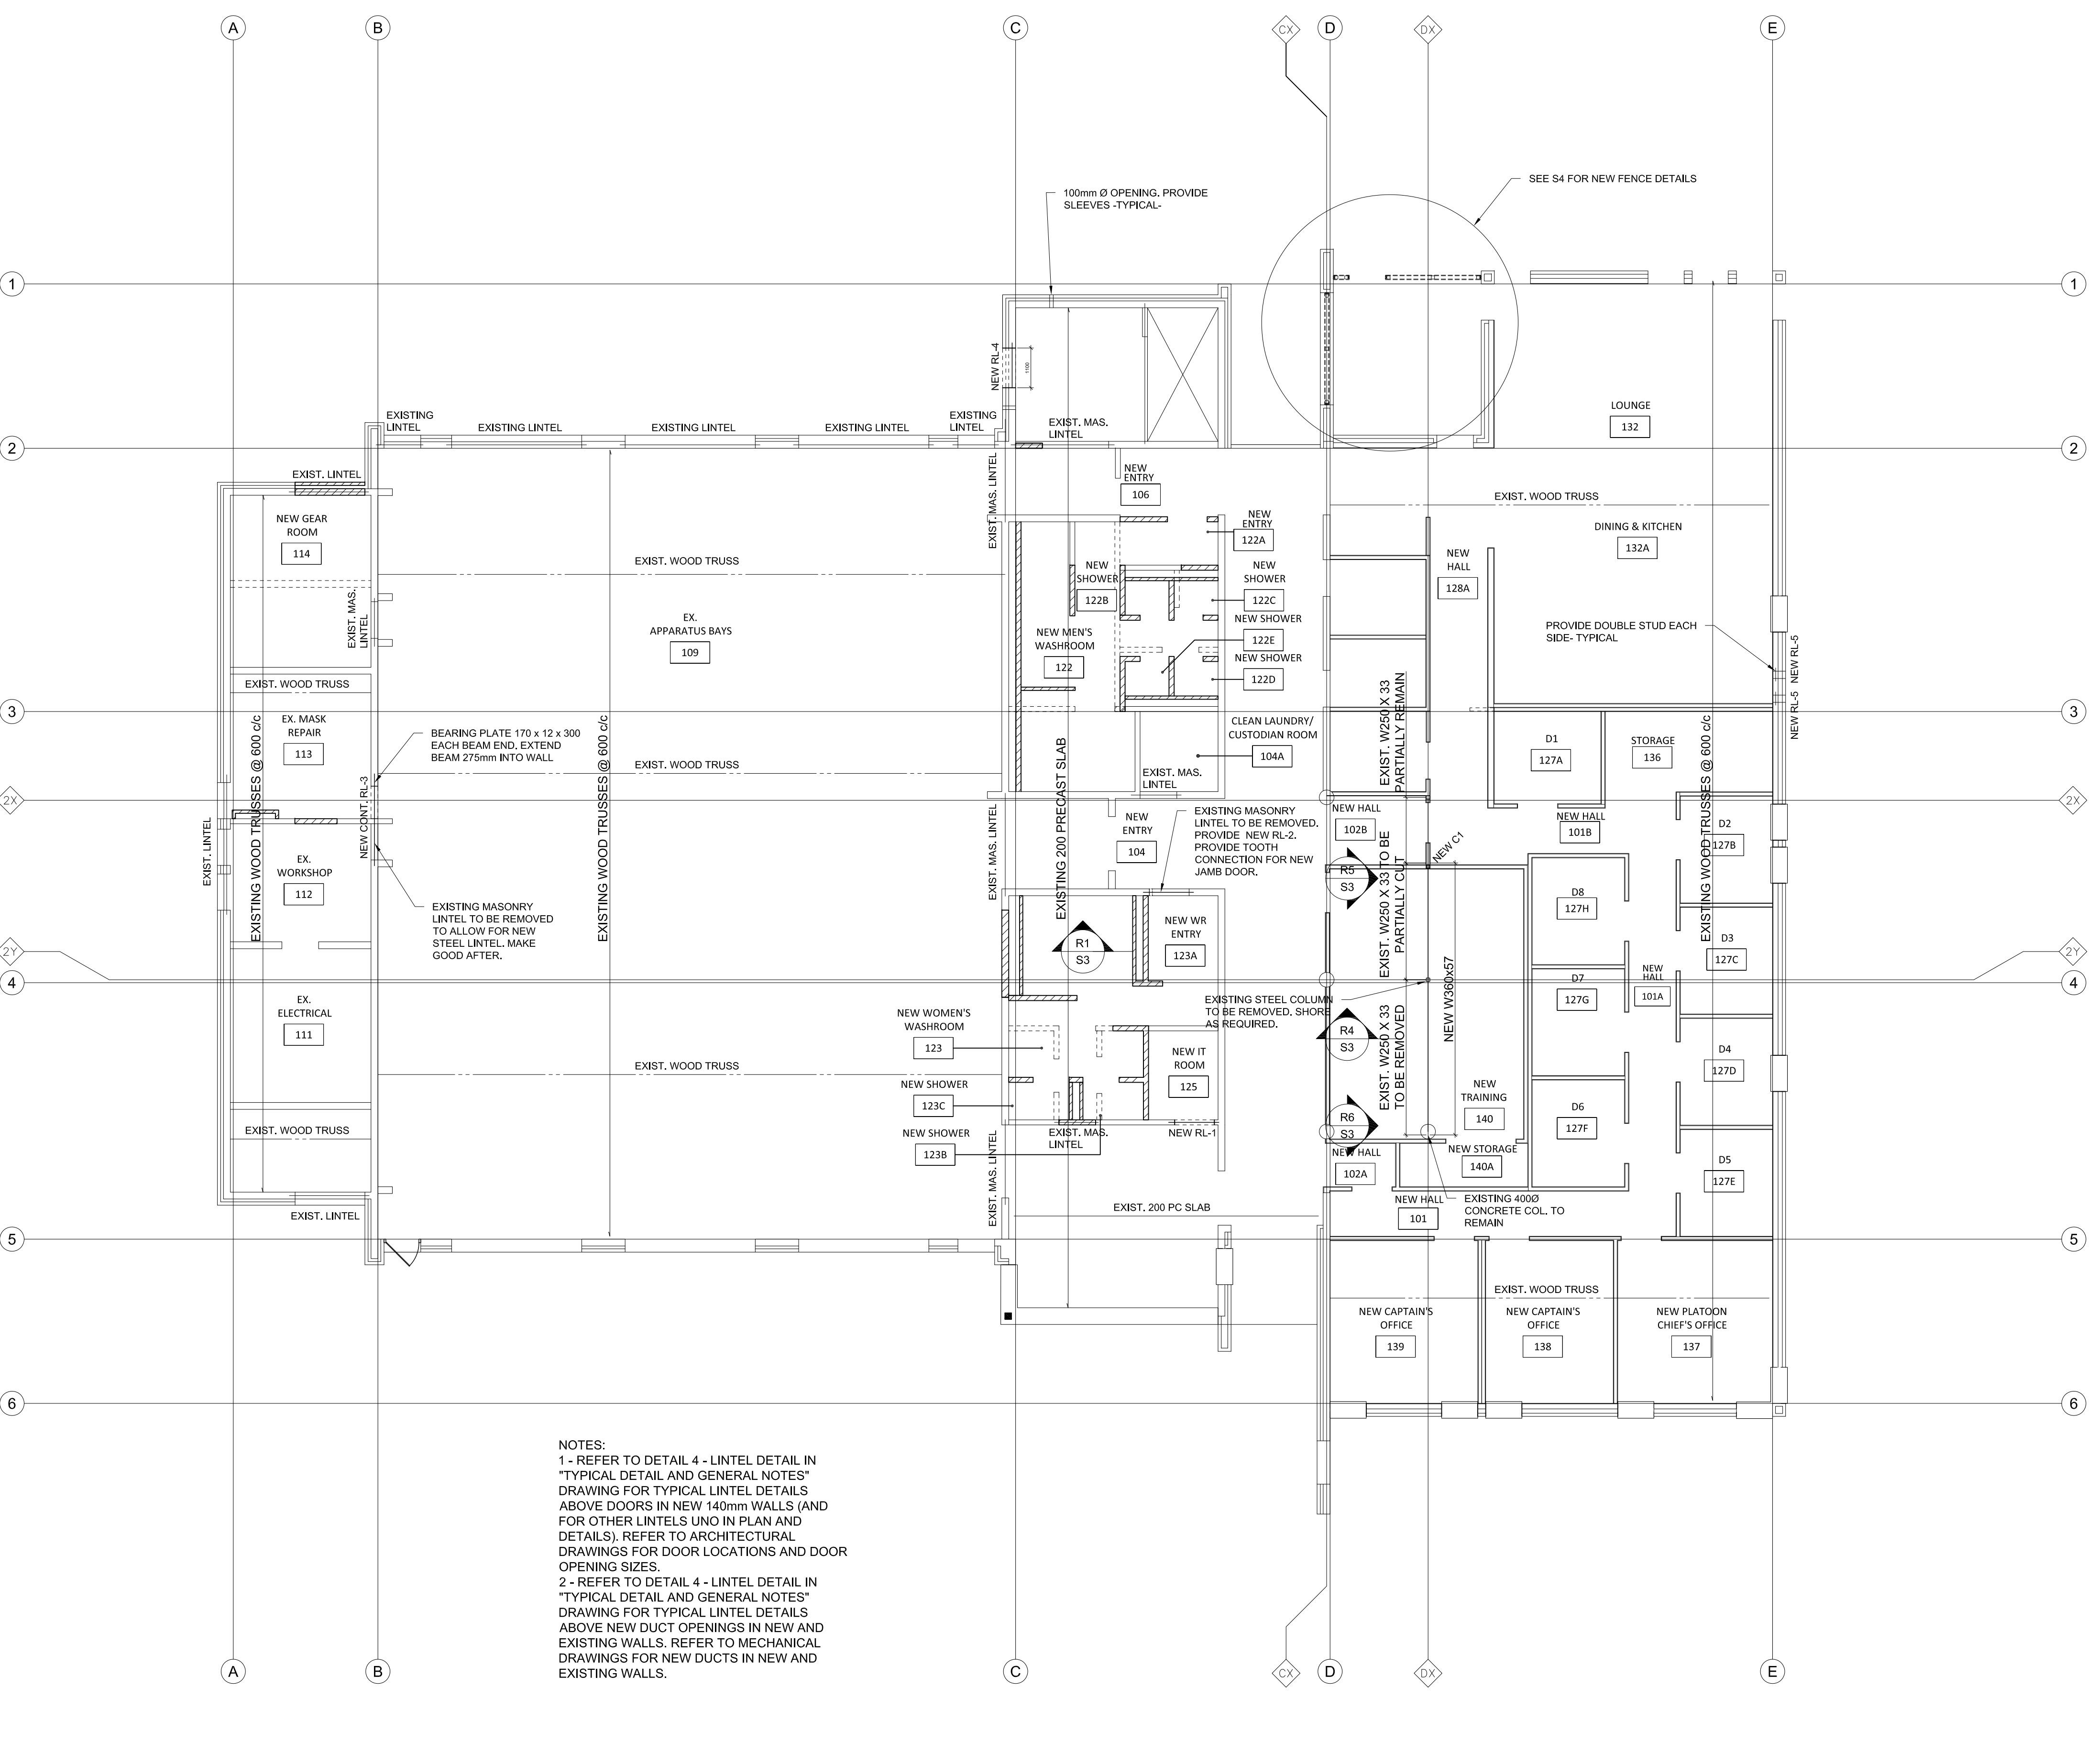 A
B
C
CX
D
DX
E
SEE S4 FOR NEW FENCE DETAILS
100mm Ø OPENING. PROVIDE
SLEEVES -TYPICAL-
1
1
NEW RL-4
1100
LOUNGE
132
EXISTING
LINTEL
EXISTING LINTEL
EXISTING LINTEL
EXISTING LINTEL
EXISTING
LINTEL
EXIST. MAS.
LINTEL
2
2
EXIST. LINTEL
EXIST. MAS. LINTEL
NEW
ENTRY
106
EXIST. WOOD TRUSS
NEW GEAR
ROOM
114
NEW
ENTRY
122A
DINING & KITCHEN
132A
EXIST. WOOD TRUSS
NEW
HALL
128A
NEW
SHOWER
122B
NEW
SHOWER
122C
EXIST. MAS.
LINTEL
EX.
APPARATUS BAYS
109
NEW MEN'S
WASHROOM
122
NEW SHOWER
122E
NEW SHOWER
122D
PROVIDE DOUBLE STUD EACH
SIDE- TYPICAL
NEW RL-5
NEW RL-5
EXIST. WOOD TRUSS
3
3
EX. MASK
REPAIR
113
BEARING PLATE 170 x 12 x 300
EACH BEAM END. EXTEND
BEAM 275mm INTO WALL
EXISTING WOOD TRUSSES @ 600 c/c
EXISTING WOOD TRUSSES @ 600 c/c
EXIST. WOOD TRUSS
EXISTING 200 PRECAST SLAB
CLEAN LAUNDRY/
CUSTODIAN ROOM
104A
EXIST. MAS.
LINTEL
EXIST. W250 X 33
PARTIALLY REMAIN
D1
127A
STORAGE
136
EXISTING WOOD TRUSSES @ 600 c/c
2X
2X
NEW CONT. RL-3
EXIST. LINTEL
EXIST. MAS. LINTEL
NEW
ENTRY
104
EXISTING MASONRY
LINTEL TO BE REMOVED.
PROVIDE NEW RL-2.
PROVIDE TOOTH
CONNECTION FOR NEW
JAMB DOOR.
NEW HALL
102B
NEW HALL
101B
D2
127B
NEW C1
EX.
WORKSHOP
112
R5
S3
EXIST. W250 X 33 TO BE
PARTIALLY CUT
D8
127H
EXISTING MASONRY
LINTEL TO BE REMOVED
TO ALLOW FOR NEW
STEEL LINTEL. MAKE
GOOD AFTER.
NEW WR
ENTRY
123A
R1
S3
D3
127C
2Y
2Y
4
4
EX.
ELECTRICAL
111
EXISTING STEEL COLUMN
TO BE REMOVED, SHORE
AS REQUIRED.
NEW W360x57
D7
127G
NEW
HALL
101A
NEW WOMEN'S
WASHROOM
123
R4
S3
EXIST. W250 X 33
TO BE REMOVED
NEW IT
ROOM
125
D4
127D
EXIST. WOOD TRUSS
NEW SHOWER
123C
NEW
TRAINING
140
D6
127F
R6
S3
EXIST. WOOD TRUSS
NEW SHOWER
123B
EXIST. MAS.
LINTEL
NEW RL-1
NEW HALL
102A
NEW STORAGE
140A
D5
127E
EXIST. MAS. LINTEL
EXIST. LINTEL
EXIST. 200 PC SLAB
NEW HALL
101
EXISTING 400Ø
CONCRETE COL. TO
REMAIN
5
5
EXIST. WOOD TRUSS
NEW CAPTAIN'S
OFFICE
139
NEW CAPTAIN'S
OFFICE
138
NEW PLATOON
CHIEF'S OFFICE
137
6
6
NOTES:
1 - REFER TO DETAIL 4 - LINTEL DETAIL IN
"TYPICAL DETAIL AND GENERAL NOTES"
DRAWING FOR TYPICAL LINTEL DETAILS
ABOVE DOORS IN NEW 140mm WALLS (AND
FOR OTHER LINTELS UNO IN PLAN AND
DETAILS). REFER TO ARCHITECTURAL
DRAWINGS FOR DOOR LOCATIONS AND DOOR
OPENING SIZES.
2 - REFER TO DETAIL 4 - LINTEL DETAIL IN
"TYPICAL DETAIL AND GENERAL NOTES"
DRAWING FOR TYPICAL LINTEL DETAILS
ABOVE NEW DUCT OPENINGS IN NEW AND
EXISTING WALLS. REFER TO MECHANICAL
DRAWINGS FOR NEW DUCTS IN NEW AND
EXISTING WALLS.
A
B
C
CX
D
DX
E